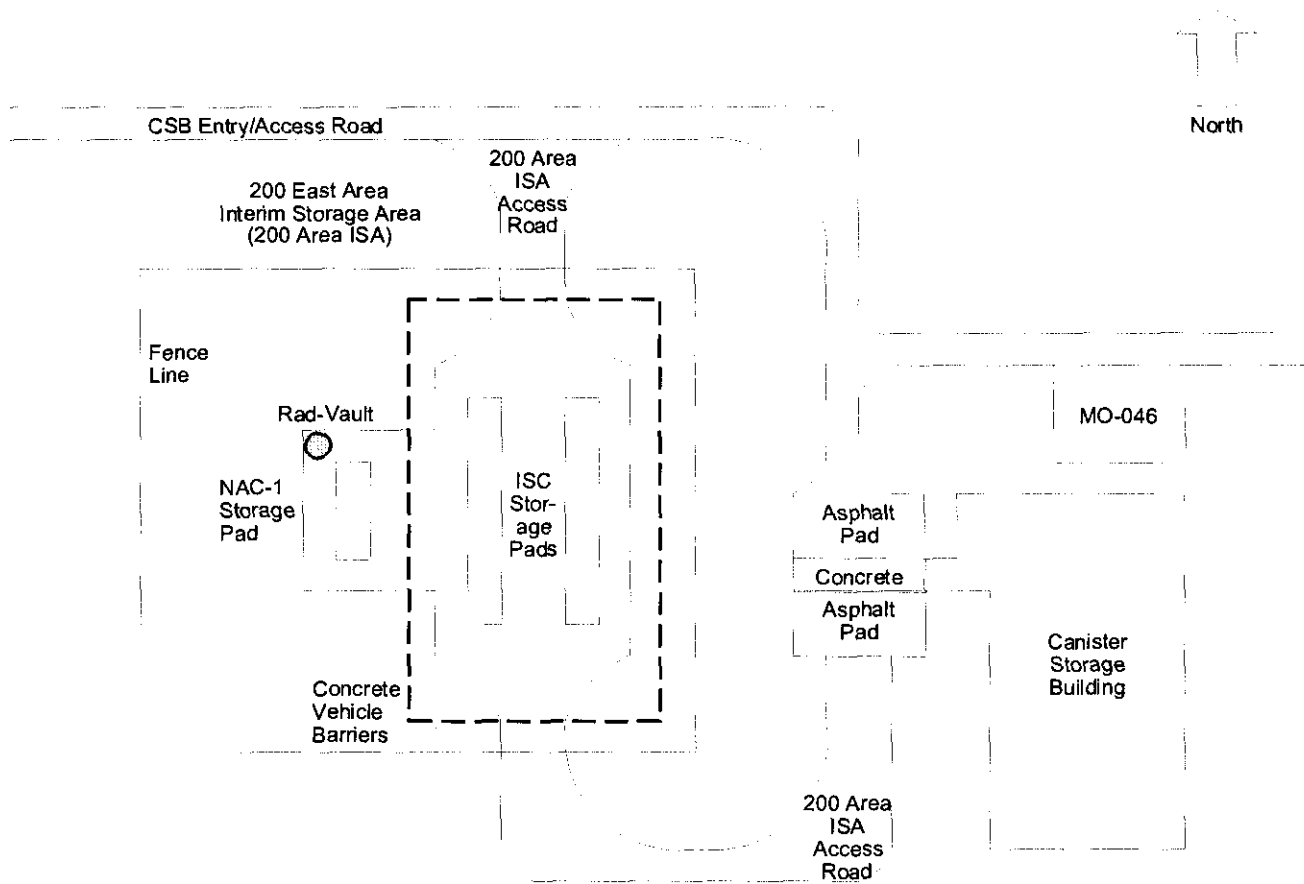 North
CSB Entry/Access Road
200 Area
ISA
Access
Road
200 East Area
Interim Storage Area
(200 Area ISA)
Fence
Line
Rad-Vault
NAC-1
Storage
Pad
ISC
Stor-
age
Pads
MO-046
Asphalt
Pad
Concrete
Asphalt
Pad
Canister
Storage
Building
Concrete
Vehicle
Barriers
200 Area
ISA
Access
Road